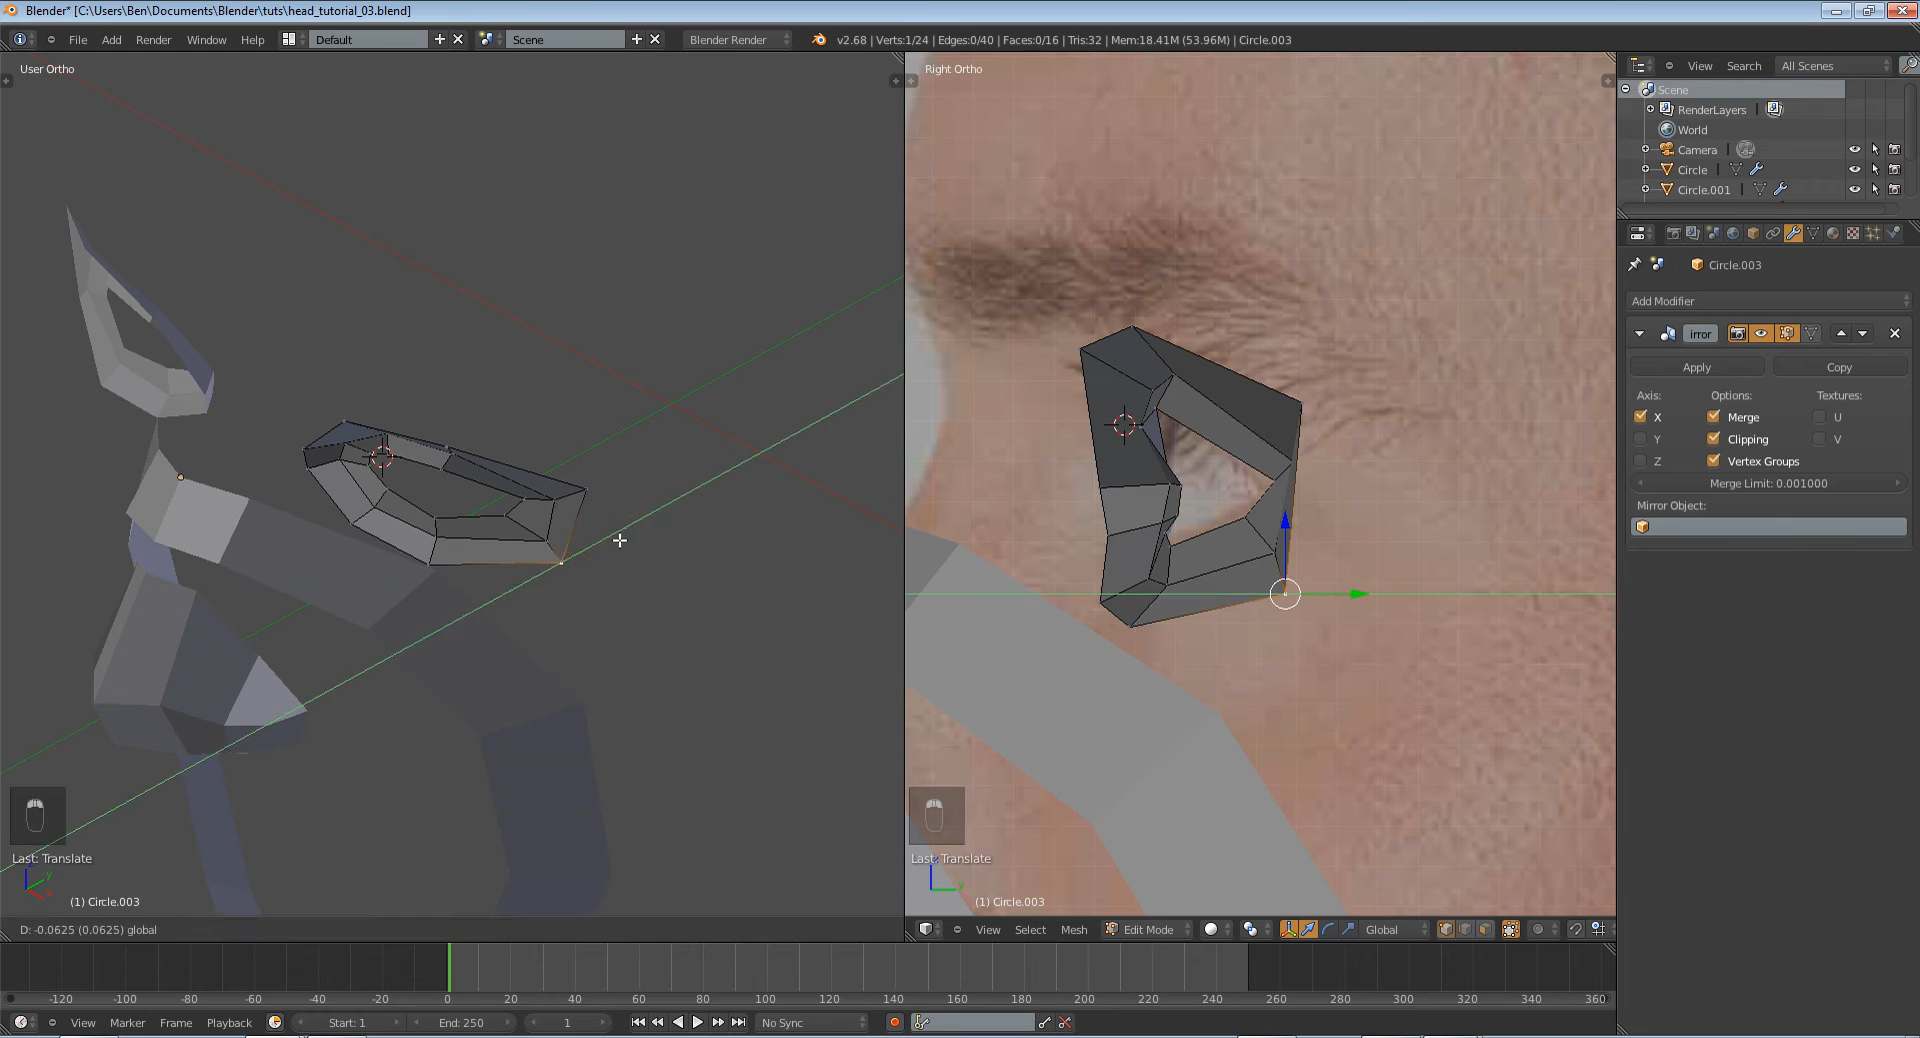 Blender* [C:\Users\Ben\Documents\Blender\tuts\head_tutorial_03.blend]
File Add Render Window Help Default Scene Blender Render v2.68 | Verts:1/24 | Edges:0/40 | Faces:0/16 | Tris:32 | Mem:18.41M (53.96M) | Circle.003
User Ortho
Right Ortho
View Search All Scenes
Scene
RenderLayers
World
Camera
Circle
Circle.001
Circle.003
Add Modifier
irror
Apply Copy
Axis: Options: Textures:
X Merge U
Y Clipping V
Z Vertex Groups
Merge Limit: 0.001000
Mirror Object:
Last: Translate
Last: Translate
y
x
y
(1) Circle.003
(1) Circle.003
D: -0.0625 (0.0625) global
View Select Mesh Edit Mode Global
-120 -100 -80 -60 -40 -20 0 20 40 60 80 100 120 140 160 180 200 220 240 260 280 300 320 340 360
View Marker Frame Playback Start: 1 End: 250 1 No Sync